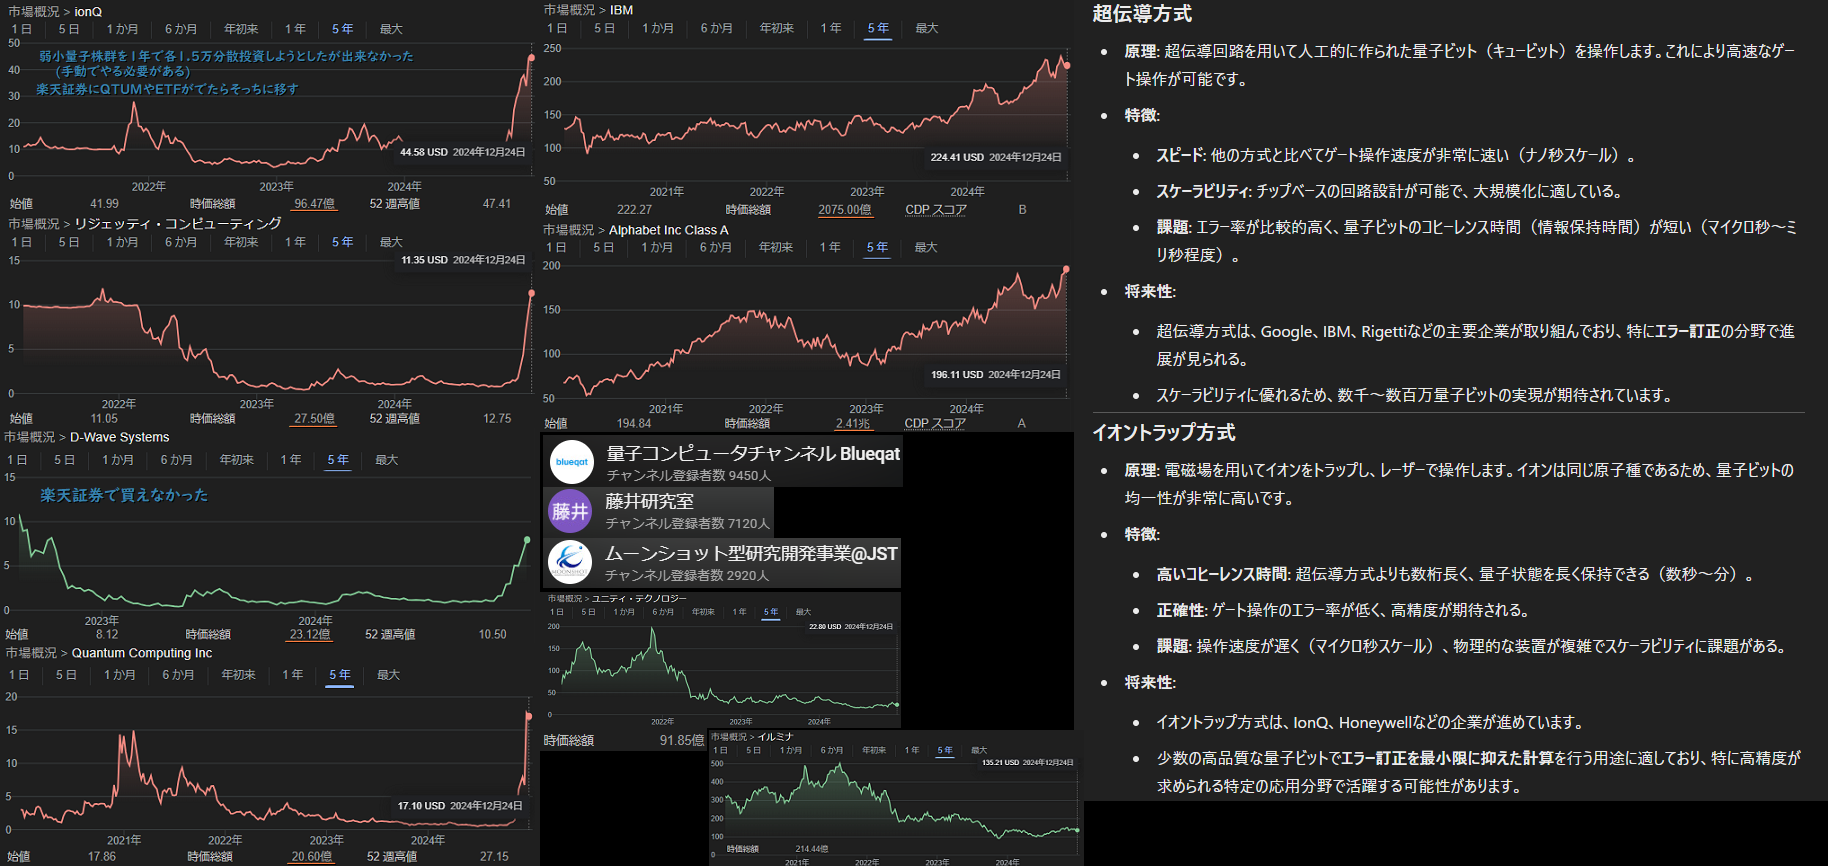 市場概況 > ionQ
1 日 5 日 1 か月 6 か月 年初来 1 年 5 年 最大
50
弱小量子株群を1年で各1.5万分散投資しようとしたが出来なかった
40
(手動でやる必要がある)
楽天証券にQTUMやETFがでたらそっちに移す
30
20
10
44.58 USD 2024年12月24日
0
2022年 2023年 2024年
始値 41.99 時価総額 96.47億 52 週高値 47.41
市場概況 > リジェッティ・コンピューティング
1 日 5 日 1 か月 6 か月 年初来 1 年 5 年 最大
15
11.35 USD 2024年12月24日
10
5
0
2022年 2023年 2024年
始値 11.05 時価総額 27.50億 52 週高値 12.75
市場概況 > D-Wave Systems
1 日 5 日 1 か月 6 か月 年初来 1 年 5 年 最大
15
楽天証券で買えなかった
10
5
0
2023年 2024年
始値 8.12 時価総額 23.12億 52 週高値 10.50
市場概況 > Quantum Computing Inc
1 日 5 日 1 か月 6 か月 年初来 1 年 5 年 最大
20
15
10
5
17.10 USD 2024年12月24日
0
2021年 2022年 2023年 2024年
始値 17.86 時価総額 20.60億 52 週高値 27.15
市場概況 > IBM
1 日 5 日 1 か月 6 か月 年初来 1 年 5 年 最大
250
200
150
100
224.41 USD 2024年12月24日
50
2021年 2022年 2023年 2024年
始値 222.27 時価総額 2075.00億 CDP スコア B
市場概況 > Alphabet Inc Class A
1 日 5 日 1 か月 6 か月 年初来 1 年 5 年 最大
200
150
100
196.11 USD 2024年12月24日
50
2021年 2022年 2023年 2024年
始値 194.84 時価総額 2.41兆 CDP スコア A
blueqat
量子コンピュータチャンネル Blueqat
チャンネル登録者数 9450人
藤井
藤井研究室
チャンネル登録者数 7120人
MOONSHOT
ムーンショット型研究開発事業@JST
チャンネル登録者数 2920人
市場概況 > ユニティ・テクノロジー
1 日 5 日 1 か月 6 か月 年初来 1 年 5 年 最大
200
22.80 USD 2024年12月24日
150
100
50
0
2022年 2023年 2024年
時価総額 91.85億
市場概況 > イルミナ
1 日 5 日 1 か月 6 か月 年初来 1 年 5 年 最大
500
135.21 USD 2024年12月24日
400
300
200
100
時価総額 214.44億
0
2021年 2022年 2023年 2024年
超伝導方式
• 原理: 超伝導回路を用いて人工的に作られた量子ビット（キュービット）を操作します。これにより高速なゲー
ト操作が可能です。
• 特徴:
• スピード: 他の方式と比べてゲート操作速度が非常に速い（ナノ秒スケール）。
• スケーラビリティ: チップベースの回路設計が可能で、大規模化に適している。
• 課題: エラー率が比較的高く、量子ビットのコヒーレンス時間（情報保持時間）が短い（マイクロ秒〜ミ
リ秒程度）。
• 将来性:
• 超伝導方式は、Google、IBM、Rigettiなどの主要企業が取り組んでおり、特にエラー訂正の分野で進
展が見られる。
• スケーラビリティに優れるため、数千〜数百万量子ビットの実現が期待されています。
イオントラップ方式
• 原理: 電磁場を用いてイオンをトラップし、レーザーで操作します。イオンは同じ原子種であるため、量子ビットの
均一性が非常に高いです。
• 特徴:
• 高いコヒーレンス時間: 超伝導方式よりも数桁長く、量子状態を長く保持できる（数秒〜分）。
• 正確性: ゲート操作のエラー率が低く、高精度が期待される。
• 課題: 操作速度が遅く（マイクロ秒スケール）、物理的な装置が複雑でスケーラビリティに課題がある。
• 将来性:
• イオントラップ方式は、IonQ、Honeywellなどの企業が進めています。
• 少数の高品質な量子ビットでエラー訂正を最小限に抑えた計算を行う用途に適しており、特に高精度が
求められる特定の応用分野で活躍する可能性があります。